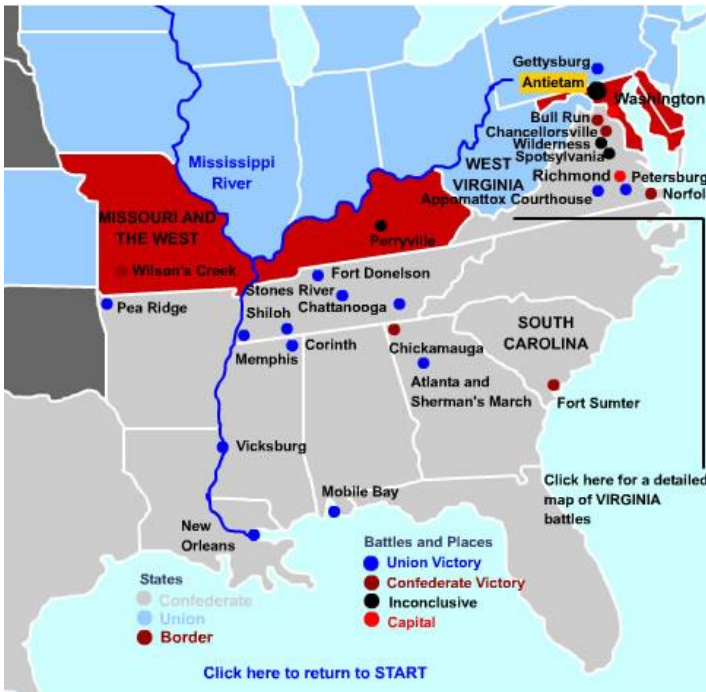 Gettysburg
Antietam
Washington
Bull Run
Chancellorsville
Wilderness
Spotsylvania
Mississippi
River
WEST
VIRGINIA
Richmond
Petersburg
Appomattox Courthouse
Norfol
MISSOURI AND
THE WEST
Perryville
Wilson's Creek
Fort Donelson
Stones River
Pea Ridge
Chattanooga
Shiloh
SOUTH
CAROLINA
Memphis
Corinth
Chickamauga
Atlanta and
Sherman's March
Fort Sumter
Vicksburg
Click here for a detailed
map of VIRGINIA
battles
Mobile Bay
New
Orleans
Battles and Places
Union Victory
Confederate Victory
Inconclusive
Capital
States
Confederate
Union
Border
Click here to return to START